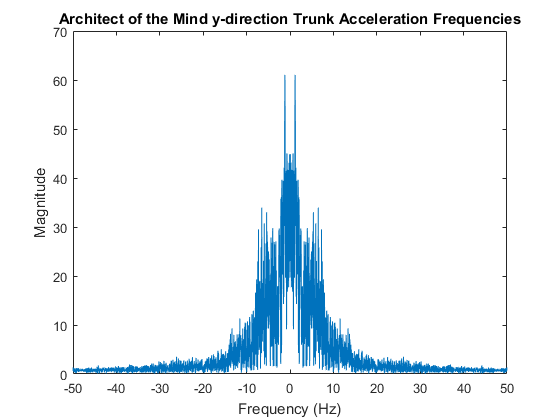 Architect of the Mind y-direction Trunk Acceleration Frequencies
70
60
50
40
30
20
10
0
Magnitude
-50 -40 -30 -20 -10 0 10 20 30 40 50
Frequency (Hz)